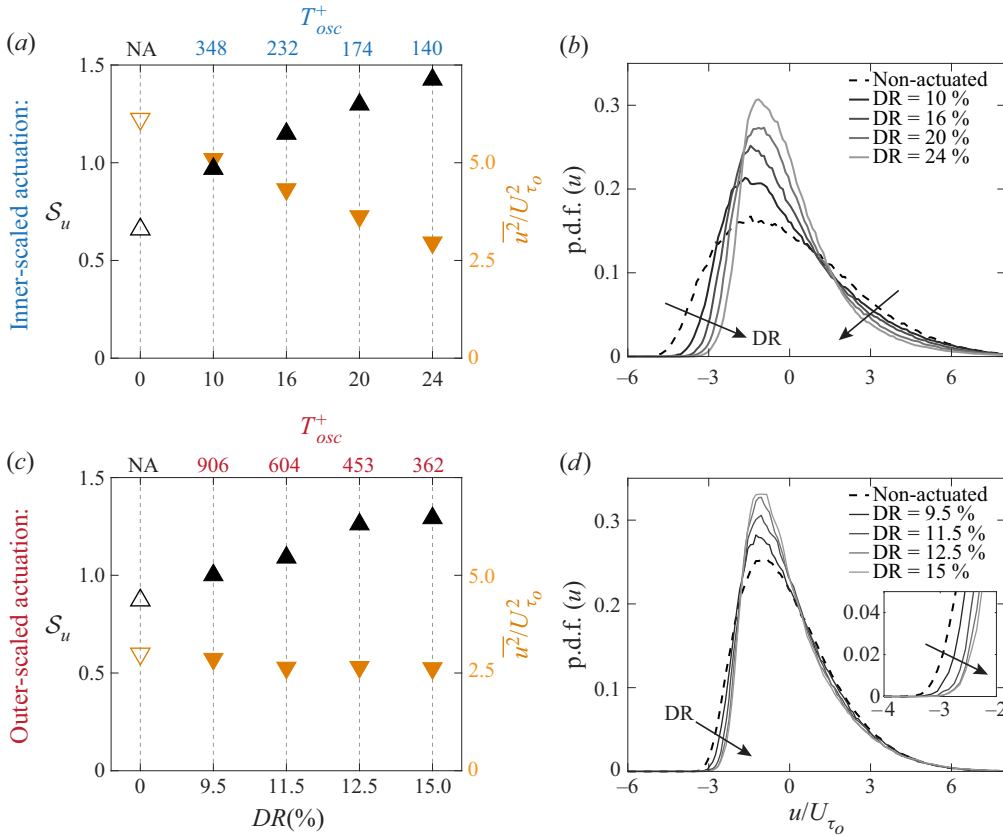 Inner-scaled actuation:
(a)
T+osc
NA 348 232 174 140
1.5
1.0
0.5
0
Su
5.0
2.5
0
u2/U2τo
0 10 16 20 24
(b)
Non-actuated
DR = 10 %
DR = 16 %
DR = 20 %
DR = 24 %
0.3
0.2
0.1
0
p.d.f. (u)
DR
–6 –3 0 3 6
Outer-scaled actuation:
(c)
T+osc
NA 906 604 453 362
1.5
1.0
0.5
0
Su
5.0
2.5
0
u2/U2τo
0 9.5 11.5 12.5 15.0
DR(%)
(d)
Non-actuated
DR = 9.5 %
DR = 11.5 %
DR = 12.5 %
DR = 15 %
0.3
0.2
0.1
0
p.d.f. (u)
0.04
0.02
0
–4 –3 –2
DR
–6 –3 0 3 6
u/Uτo